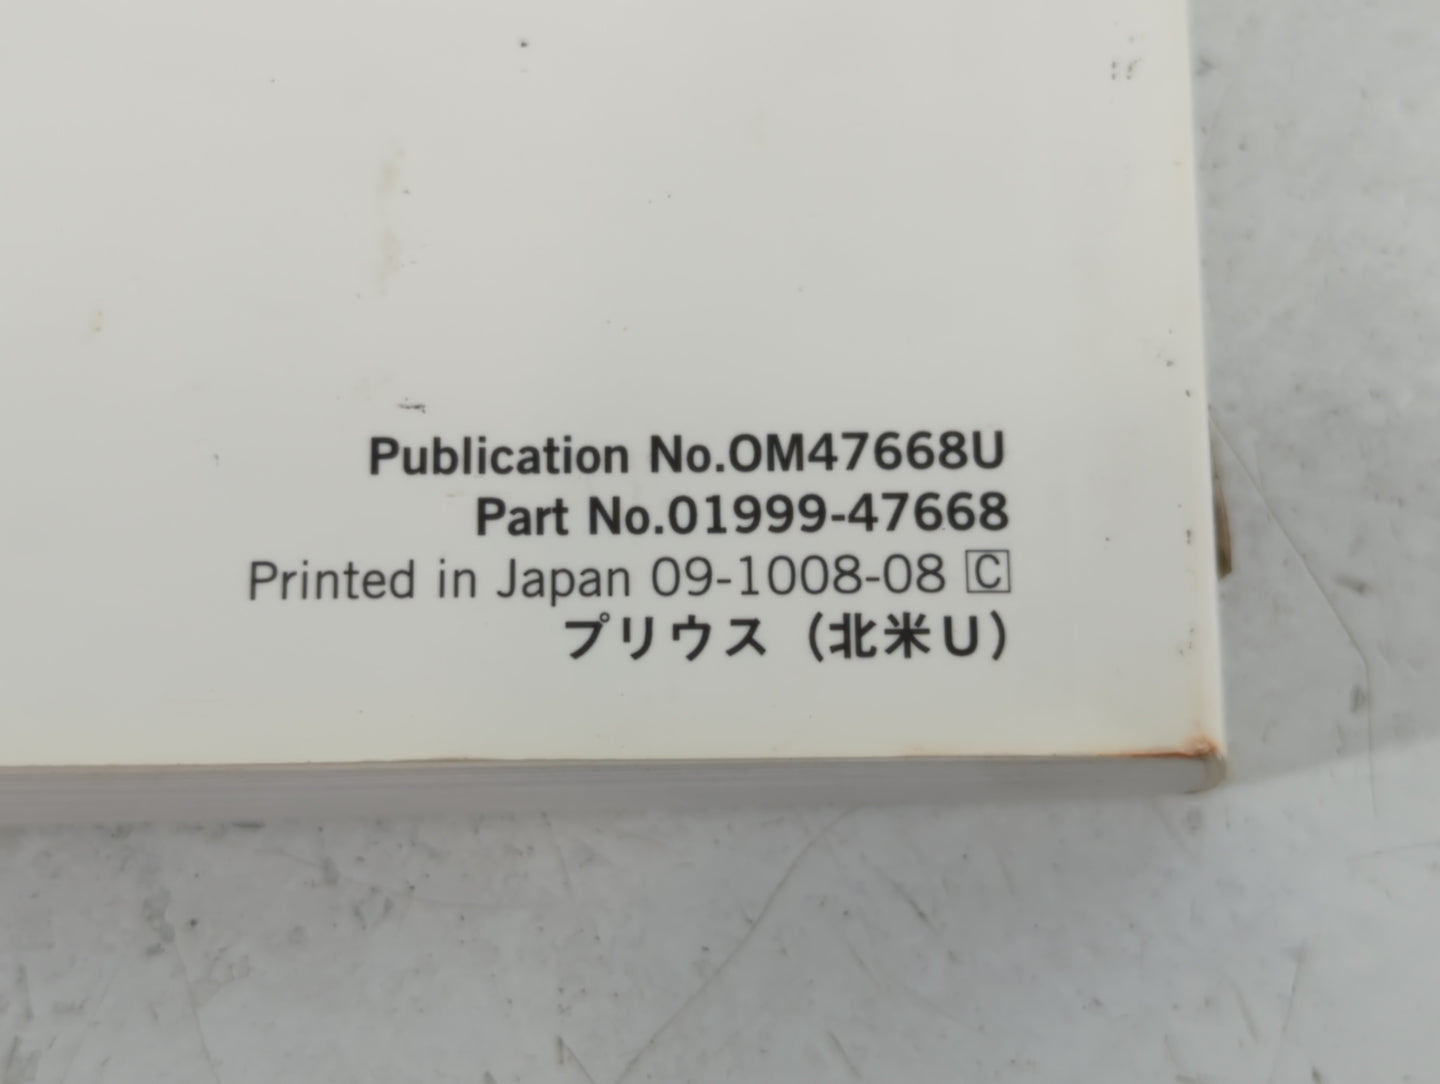 Publication No.OM47668U
Part No.01999-47668
Printed in Japan 09-1008-08 C
プリウス（北米U）